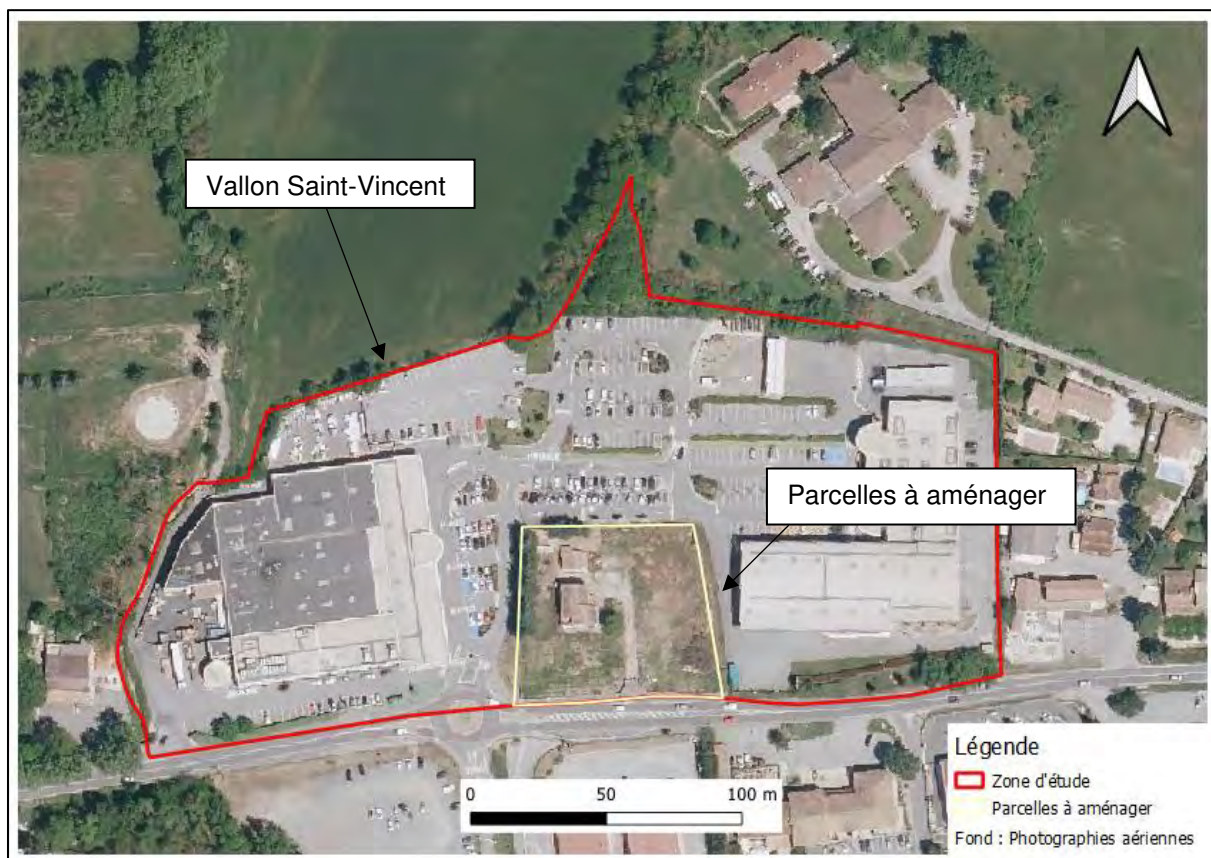 Vallon Saint-Vincent
Parcelles à aménager
0 50 100 m
Légende
Zone d'étude
Parcelles à aménager
Fond : Photographies aériennes